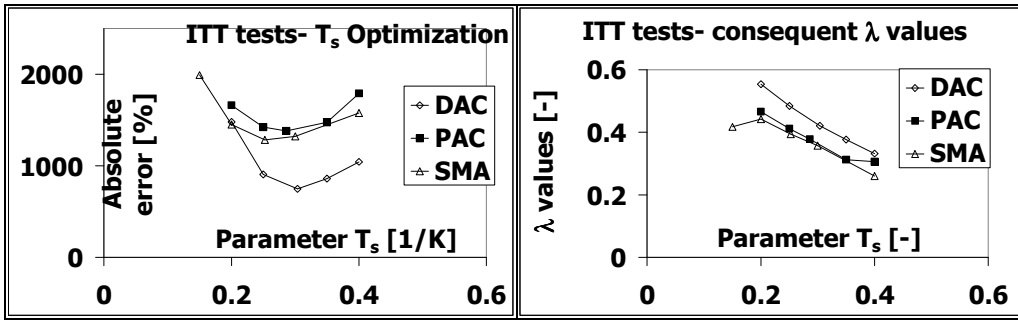 ITT tests- Tₛ Optimization
2000
1000
0
Absolute
error [%]
DAC
PAC
SMA
Parameter Tₛ [1/K]
0 0.2 0.4 0.6
ITT tests- consequent λ values
0.6
0.4
0.2
0
λ values [-]
DAC
PAC
SMA
Parameter Tₛ [-]
0 0.2 0.4 0.6